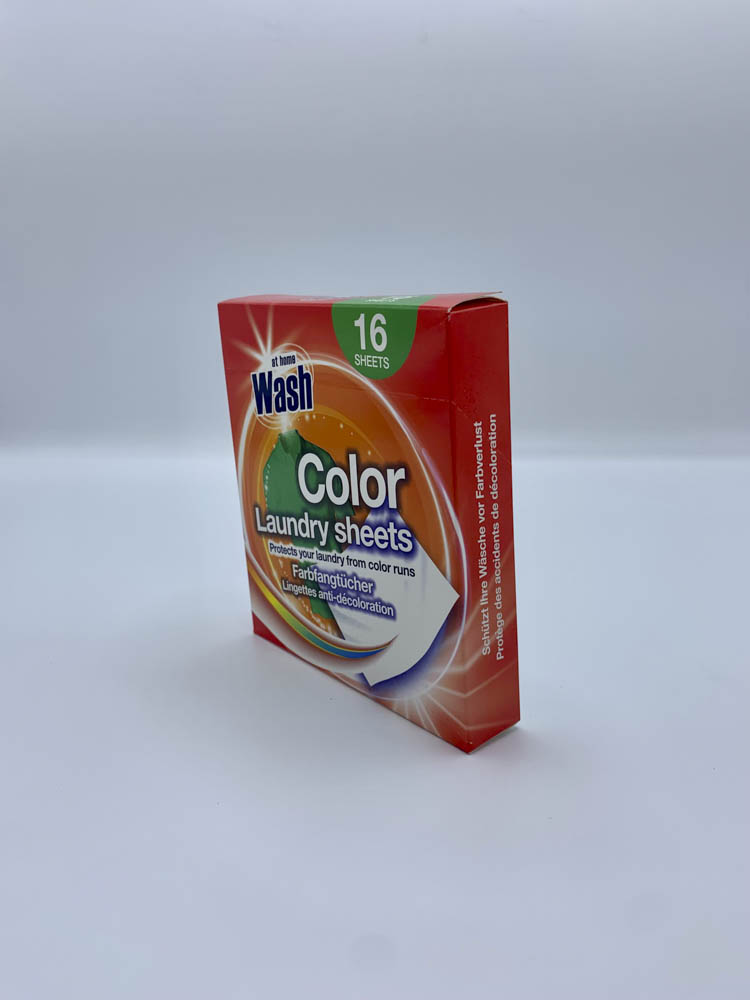 16
SHEETS
at home
Wash
Color
Laundry sheets
Protects your laundry from color runs
Farbfangtücher
Lingettes anti-décoloration
Schützt Ihre Wäsche vor Farbverlust
Protège des accidents de décoloration